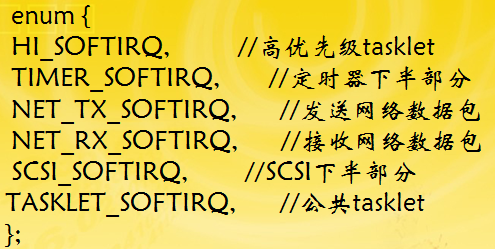 enum {
HI_SOFTIRQ, //高优先级tasklet
TIMER_SOFTIRQ, //定时器下半部分
NET_TX_SOFTIRQ, //发送网络数据包
NET_RX_SOFTIRQ, //接收网络数据包
SCSI_SOFTIRQ, //SCSI下半部分
TASKLET_SOFTIRQ, //公共tasklet
};